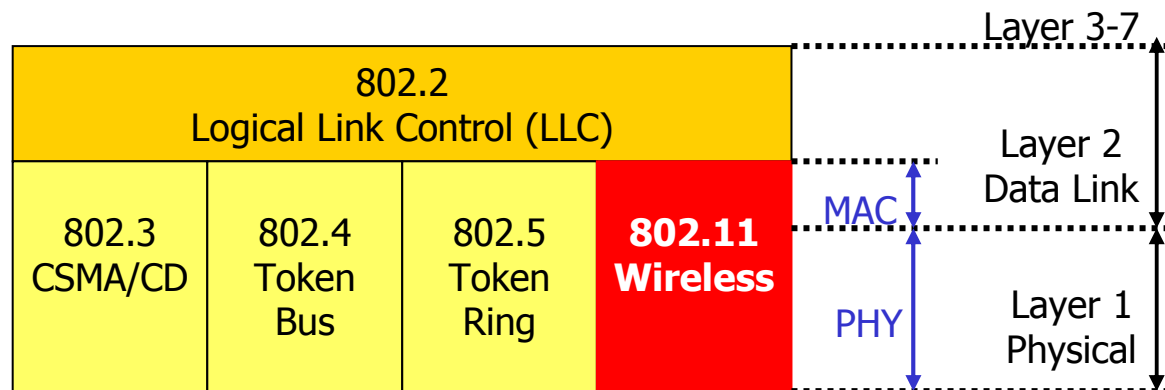 Layer 3-7
802.2
Logical Link Control (LLC)
Layer 2
Data Link
MAC
802.3
CSMA/CD
802.4
Token
Bus
802.5
Token
Ring
802.11
Wireless
PHY
Layer 1
Physical